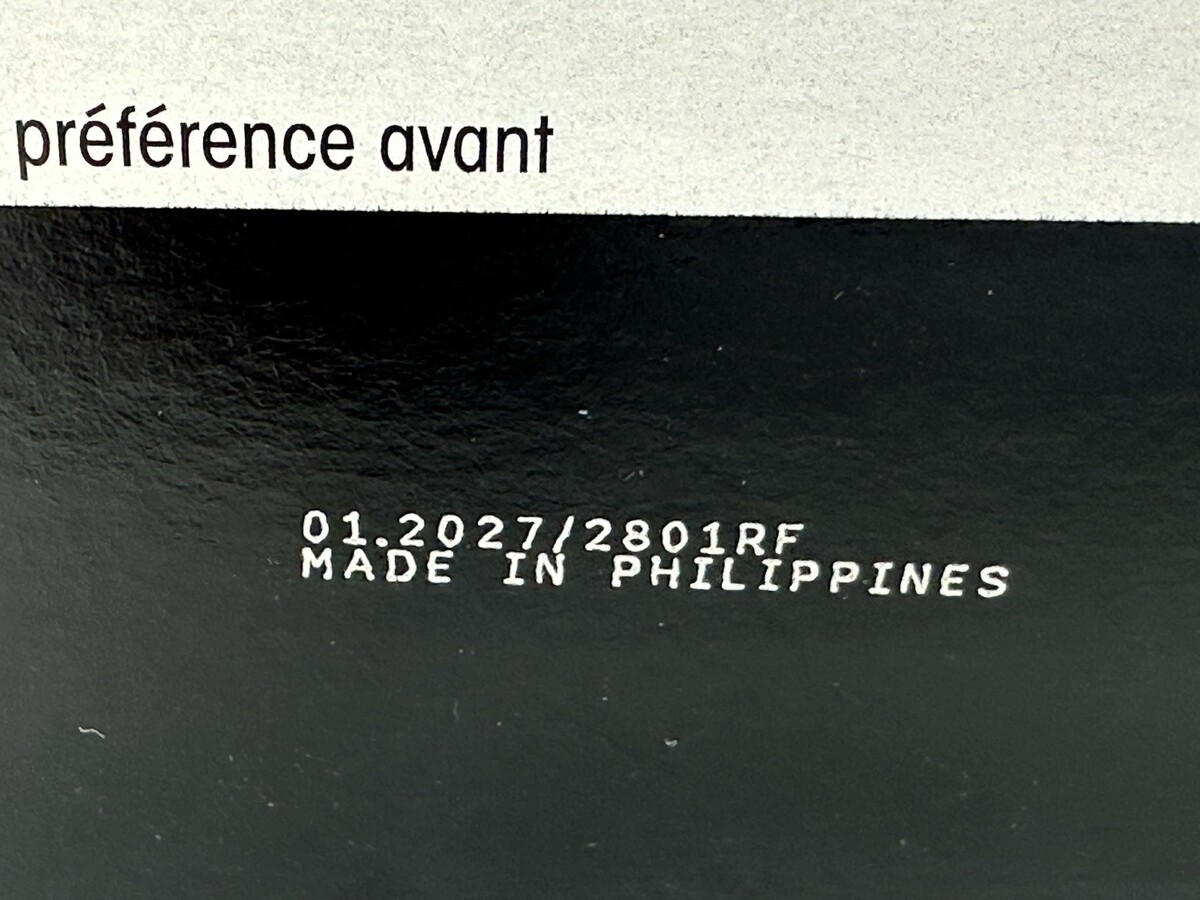 préférence avant
01.2027/2801RF
MADE IN PHILIPPINES